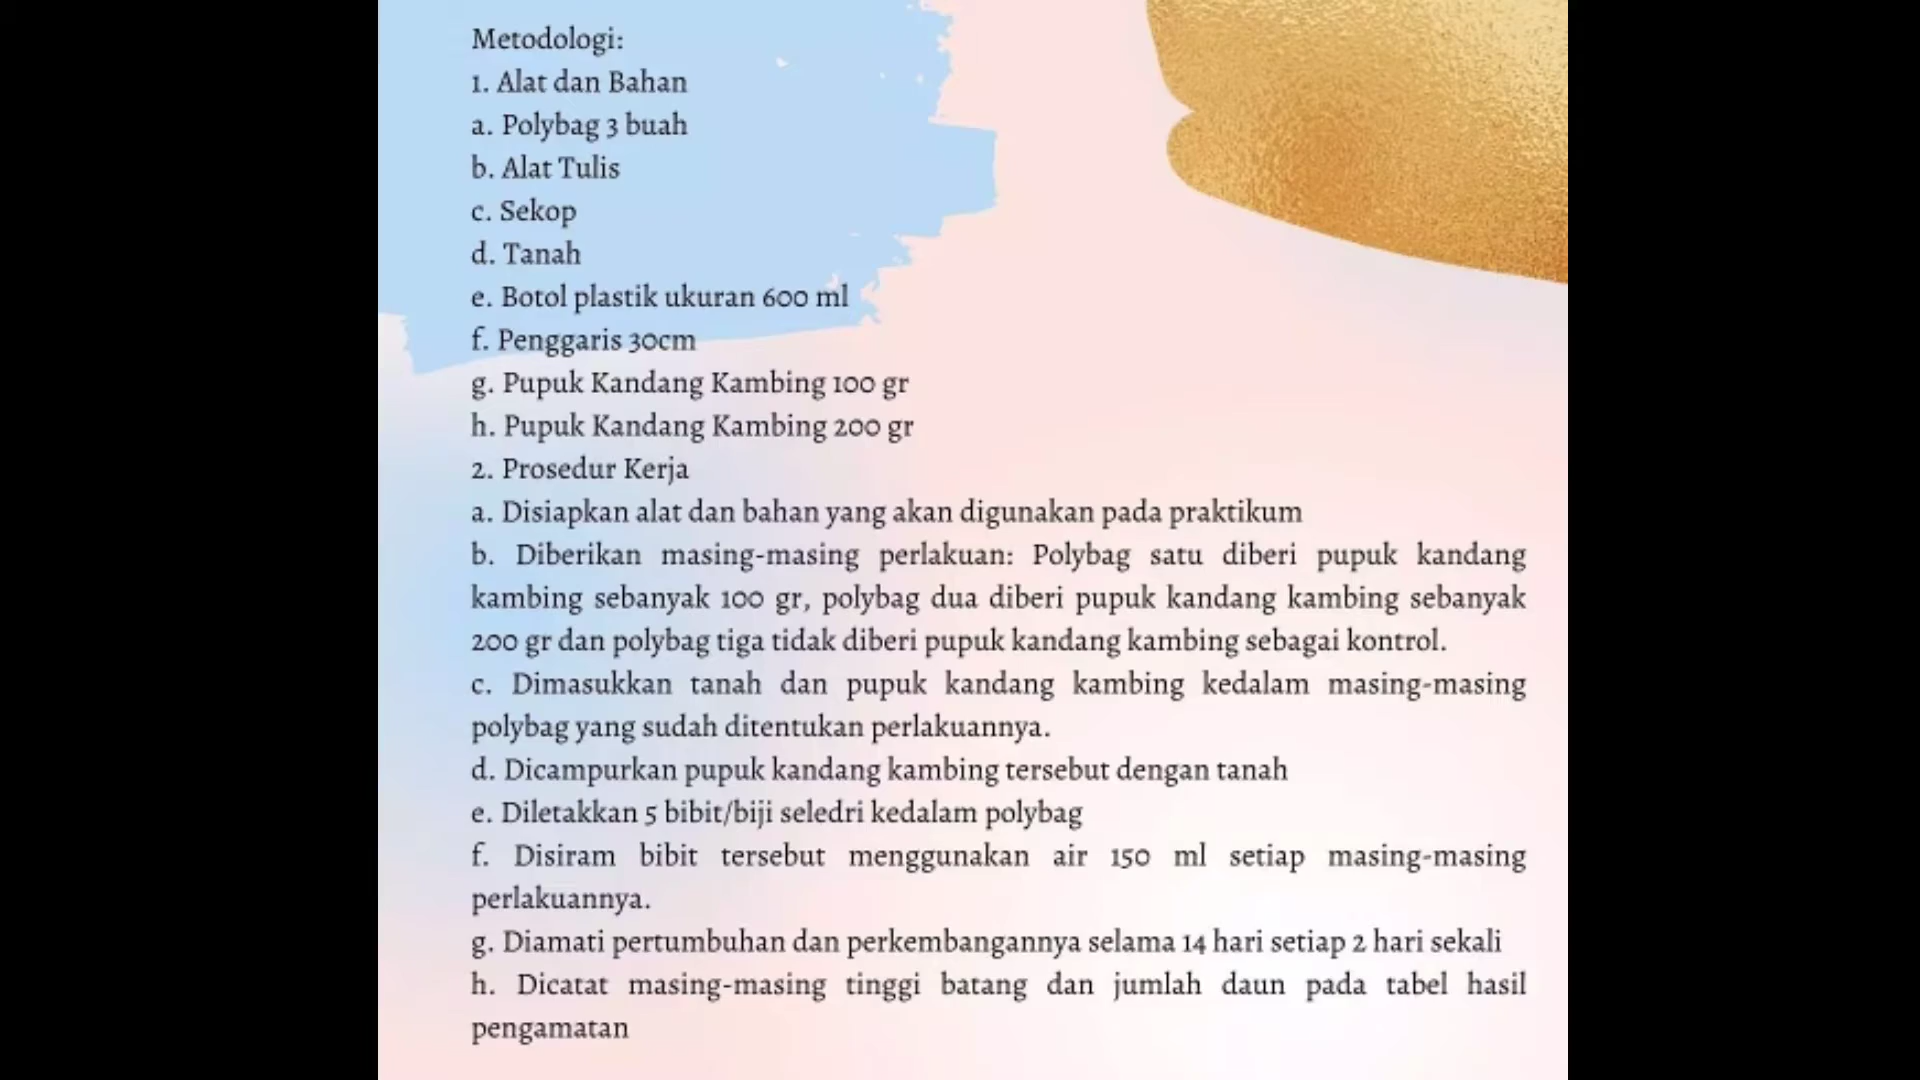 Metodologi:
1. Alat dan Bahan
a. Polybag 3 buah
b. Alat Tulis
c. Sekop
d. Tanah
e. Botol plastik ukuran 600 ml
f. Penggaris 30cm
g. Pupuk Kandang Kambing 100 gr
h. Pupuk Kandang Kambing 200 gr
2. Prosedur Kerja
a. Disiapkan alat dan bahan yang akan digunakan pada praktikum
b. Diberikan masing-masing perlakuan: Polybag satu diberi pupuk kandang
kambing sebanyak 100 gr, polybag dua diberi pupuk kandang kambing sebanyak
200 gr dan polybag tiga tidak diberi pupuk kandang kambing sebagai kontrol.
c. Dimasukkan tanah dan pupuk kandang kambing kedalam masing-masing
polybag yang sudah ditentukan perlakuannya.
d. Dicampurkan pupuk kandang kambing tersebut dengan tanah
e. Diletakkan 5 bibit/biji seledri kedalam polybag
f. Disiram bibit tersebut menggunakan air 150 ml setiap masing-masing
perlakuannya.
g. Diamati pertumbuhan dan perkembangannya selama 14 hari setiap 2 hari sekali
h. Dicatat masing-masing tinggi batang dan jumlah daun pada tabel hasil
pengamatan